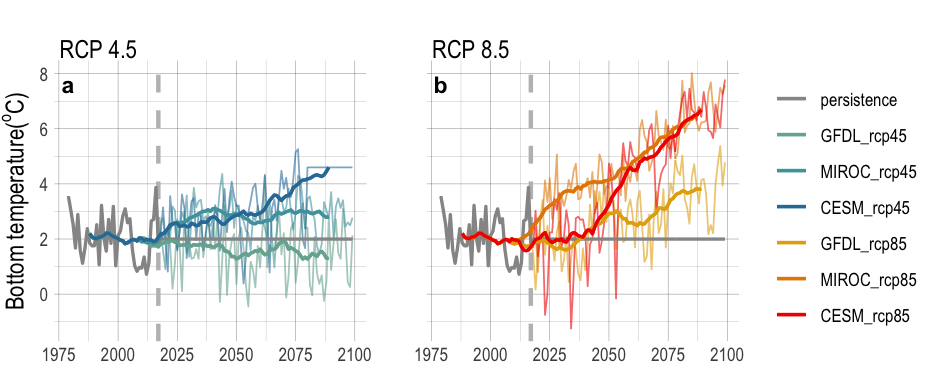 RCP 4.5
RCP 8.5
a
b
Bottom temperature(°C)
8
6
4
2
0
1975 2000 2025 2050 2075 2100
1975 2000 2025 2050 2075 2100
persistence
GFDL_rcp45
MIROC_rcp45
CESM_rcp45
GFDL_rcp85
MIROC_rcp85
CESM_rcp85